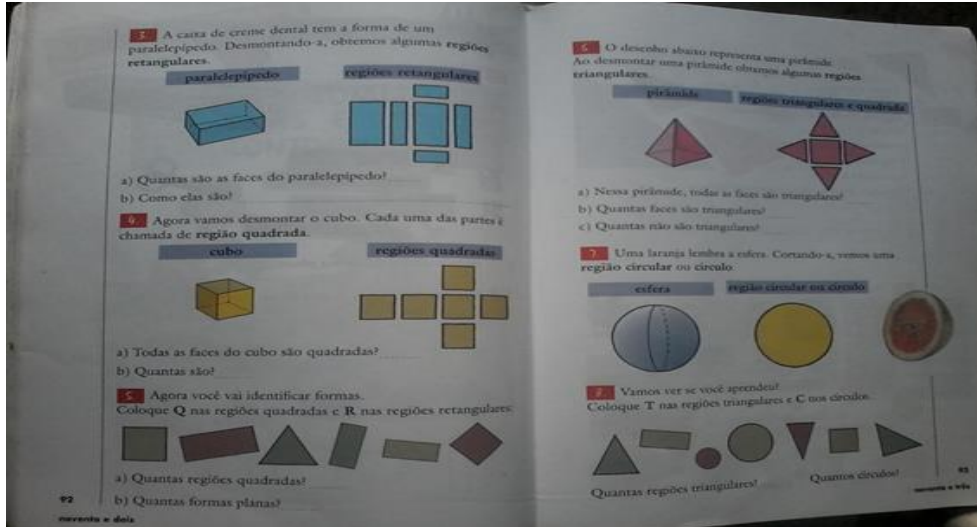 3. A caixa de creme dental tem a forma de um
paralelepípedo. Desmontando-a, obtemos algumas regiões
retangulares.
paralelepípedo
regiões retangulares
a) Quantas são as faces do paralelepípedo?
b) Como elas são?
4. Agora vamos desmontar o cubo. Cada uma das partes é
chamada de região quadrada.
cubo
regiões quadradas
a) Todas as faces do cubo são quadradas?
b) Quantas são?
5. Agora você vai identificar formas.
Coloque Q nas regiões quadradas e R nas regiões retangulares:
a) Quantas regiões quadradas?
b) Quantas formas planas?
92
noventa e dois
6. O desenho abaixo representa uma pirâmide.
Ao desmontar uma pirâmide obtamos algumas regiões
triangulares.
pirâmide
regiões triangulares e quadrada
a) Nessa pirâmide, todas as faces são triangulares?
b) Quantas faces são triangulares?
c) Quantas não são triangulares?
7. Uma laranja lembra a esfera. Cortando-a, vemos uma
região circular ou círculo.
esfera
região circular ou círculo
8. Vamos ver se você aprendeu?
Coloque T nas regiões triangulares e C nos círculos.
Quantas regiões triangulares?
Quantos círculos?
93
noventa e três